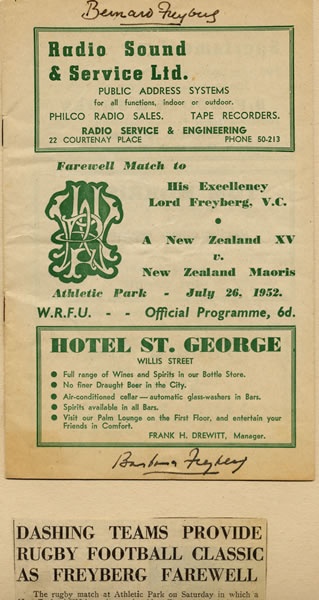 Bernard Freyberg
Radio Sound
& Service Ltd.
PUBLIC ADDRESS SYSTEMS
for all functions, indoor or outdoor.
PHILCO RADIO SALES. TAPE RECORDERS.
RADIO SERVICE & ENGINEERING
22 COURTENAY PLACE PHONE 50-213
Farewell Match to
His Excellency
Lord Freyberg, V.C.
•
A New Zealand XV
v.
New Zealand Maoris
Athletic Park - July 26, 1952.
W.R.F.U. - - Official Programme, 6d.
HOTEL ST. GEORGE
WILLIS STREET
● Full range of Wines and Spirits in our Bottle Store.
● No finer Draught Beer in the City.
● Air-conditioned cellar—automatic glass-washers in Bars.
● Spirits available in all Bars.
● Visit our Palm Lounge on the First Floor, and entertain your
Friends in Comfort.
FRANK H. DREWITT, Manager.
Barbara Freyberg
DASHING TEAMS PROVIDE
RUGBY FOOTBALL CLASSIC
AS FREYBERG FAREWELL
The rugby match at Athletic Park on Saturday in which a